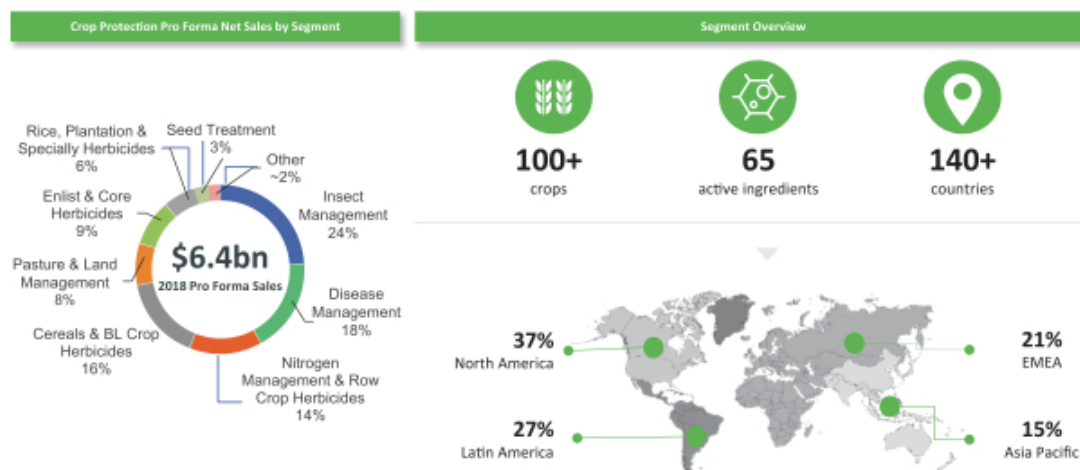 Crop Protection Pro Forma Net Sales by Segment
Rice, Plantation &
Specially Herbicides
6%
Seed Treatment
3%
Other
~2%
Enlist & Core
Herbicides
9%
Insect
Management
24%
$6.4bn
2018 Pro Forma Sales
Pasture & Land
Management
8%
Disease
Management
18%
Cereals & BL Crop
Herbicides
16%
Nitrogen
Management & Row
Crop Herbicides
14%
Segment Overview
100+
crops
65
active ingredients
140+
countries
37%
North America
21%
EMEA
27%
Latin America
15%
Asia Pacific